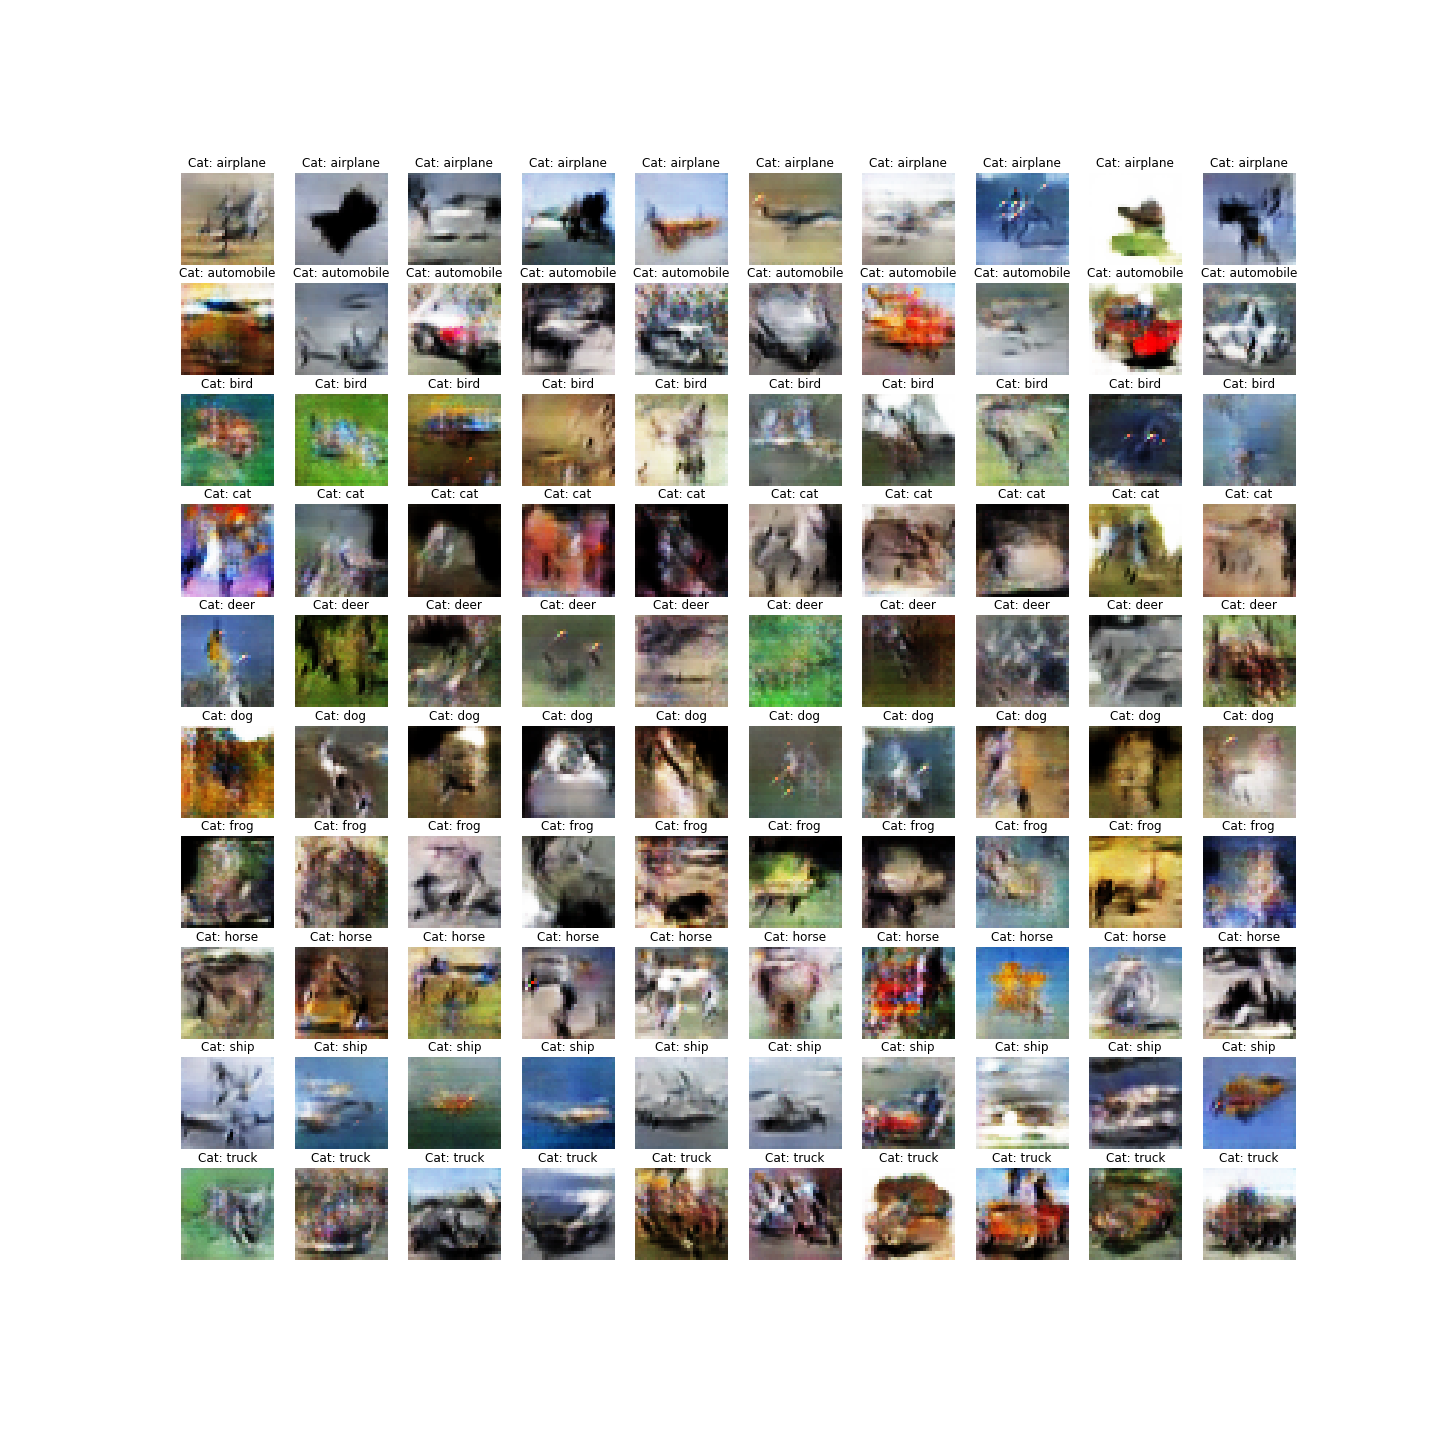 Cat: airplane Cat: airplane Cat: airplane Cat: airplane Cat: airplane Cat: airplane Cat: airplane Cat: airplane Cat: airplane Cat: airplane
Cat: automobile Cat: automobile Cat: automobile Cat: automobile Cat: automobile Cat: automobile Cat: automobile Cat: automobile Cat: automobile Cat: automobile
Cat: bird Cat: bird Cat: bird Cat: bird Cat: bird Cat: bird Cat: bird Cat: bird Cat: bird Cat: bird
Cat: cat Cat: cat Cat: cat Cat: cat Cat: cat Cat: cat Cat: cat Cat: cat Cat: cat Cat: cat
Cat: deer Cat: deer Cat: deer Cat: deer Cat: deer Cat: deer Cat: deer Cat: deer Cat: deer Cat: deer
Cat: dog Cat: dog Cat: dog Cat: dog Cat: dog Cat: dog Cat: dog Cat: dog Cat: dog Cat: dog
Cat: frog Cat: frog Cat: frog Cat: frog Cat: frog Cat: frog Cat: frog Cat: frog Cat: frog Cat: frog
Cat: horse Cat: horse Cat: horse Cat: horse Cat: horse Cat: horse Cat: horse Cat: horse Cat: horse Cat: horse
Cat: ship Cat: ship Cat: ship Cat: ship Cat: ship Cat: ship Cat: ship Cat: ship Cat: ship Cat: ship
Cat: truck Cat: truck Cat: truck Cat: truck Cat: truck Cat: truck Cat: truck Cat: truck Cat: truck Cat: truck